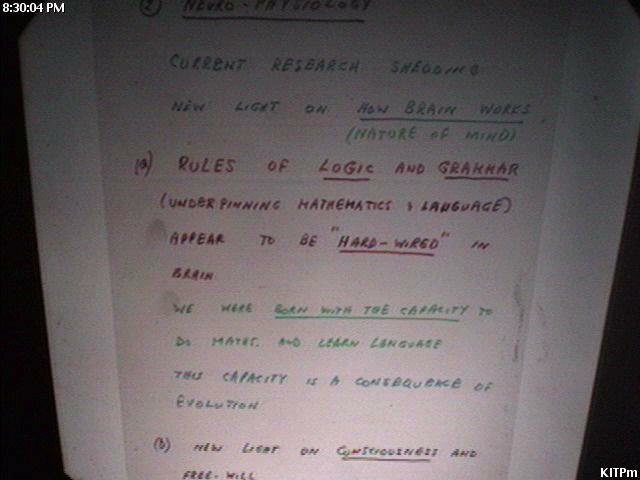 8:30:04 PM
(2) NEURO-PHYSIOLOGY
CURRENT RESEARCH SHEDDING
NEW LIGHT ON HOW BRAIN WORKS
(NATURE OF MIND)
(a) RULES OF LOGIC AND GRAMMAR
(UNDERPINNING MATHEMATICS & LANGUAGE)
APPEAR TO BE "HARD-WIRED" IN
BRAIN
WE WERE BORN WITH THE CAPACITY TO
DO MATHS. AND LEARN LANGUAGE
THIS CAPACITY IS A CONSEQUENCE OF
EVOLUTION
(b) NEW LIGHT ON CONSCIOUSNESS AND
FREE-WILL
KITPm